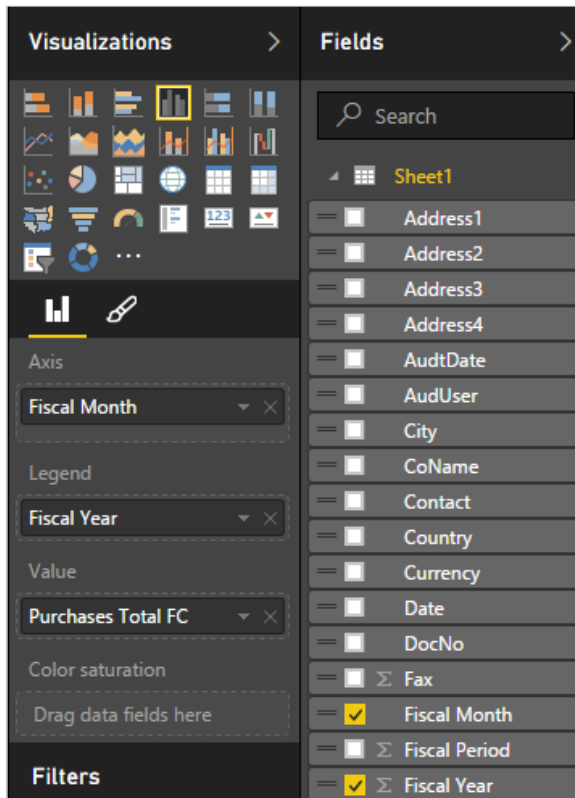 Visualizations
123
Axis
Fiscal Month
Legend
Fiscal Year
Value
Purchases Total FC
Color saturation
Drag data fields here
Filters
Fields
Search
Sheet1
Address1
Address2
Address3
Address4
AudtDate
AudUser
City
CoName
Contact
Country
Currency
Date
DocNo
Σ Fax
Fiscal Month
Σ Fiscal Period
Σ Fiscal Year